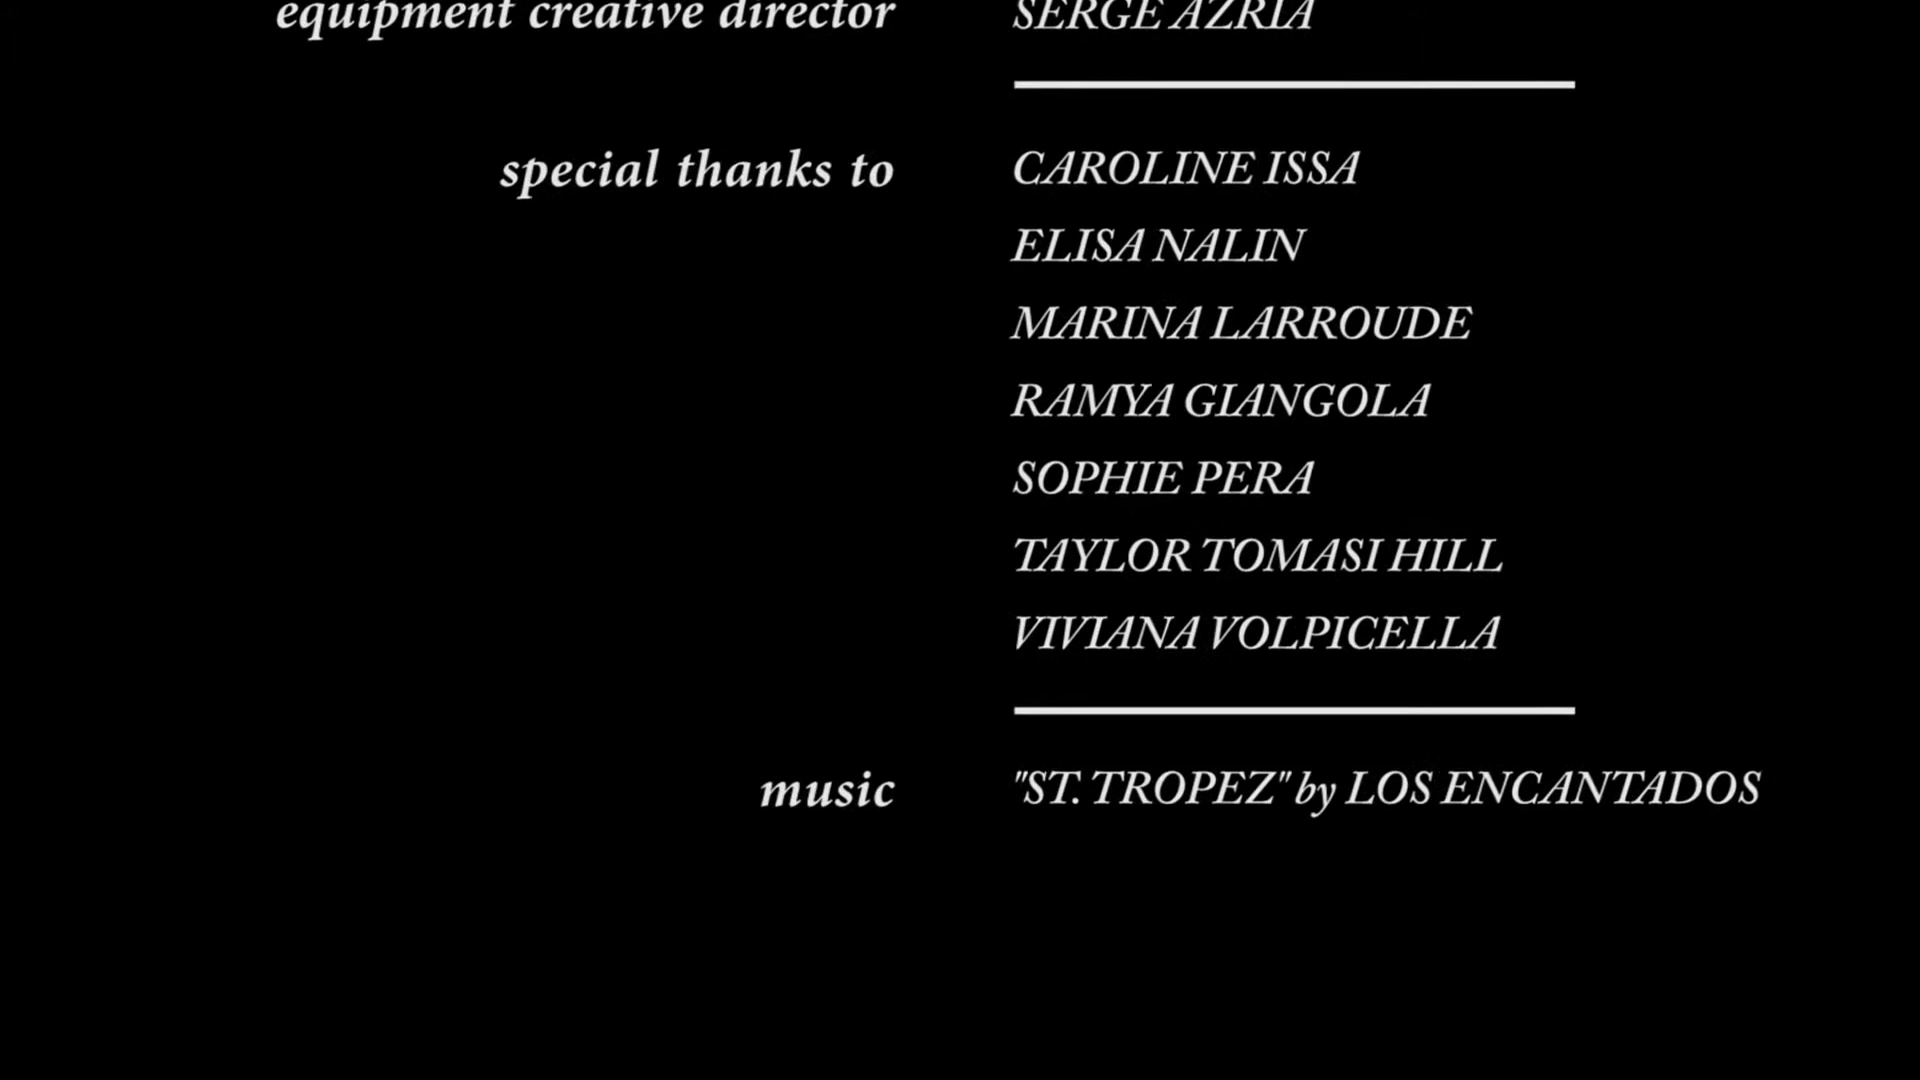 equipment creative director SERGE AZRIA
special thanks to CAROLINE ISSA
ELISA NALIN
MARINA LARROUDE
RAMYA GIANGOLA
SOPHIE PERA
TAYLOR TOMASI HILL
VIVIANA VOLPICELLA
music "ST. TROPEZ" by LOS ENCANTADOS